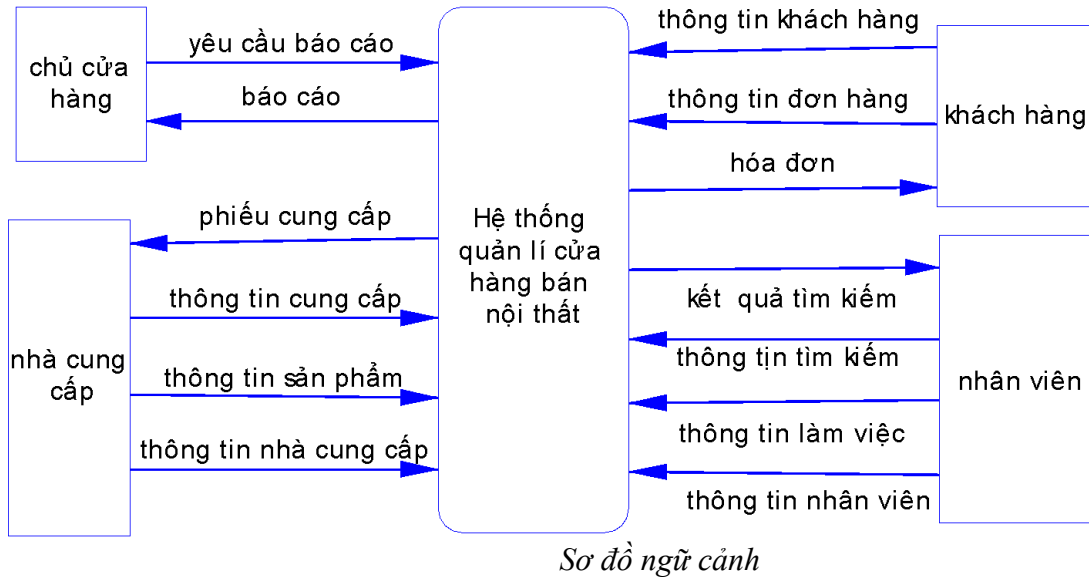 chủ cửa
hàng
yêu cầu báo cáo
báo cáo
nhà cung
cấp
phiếu cung cấp
thông tin cung cấp
thông tin sản phẩm
thông tin nhà cung cấp
Hệ thống
quản lí cửa
hàng bán
nội thất
thông tin khách hàng
thông tin đơn hàng
hóa đơn
khách hàng
kết quả tìm kiếm
thông tịn tìm kiếm
thông tin làm việc
thông tin nhân viên
nhân viên
Sơ đồ ngữ cảnh